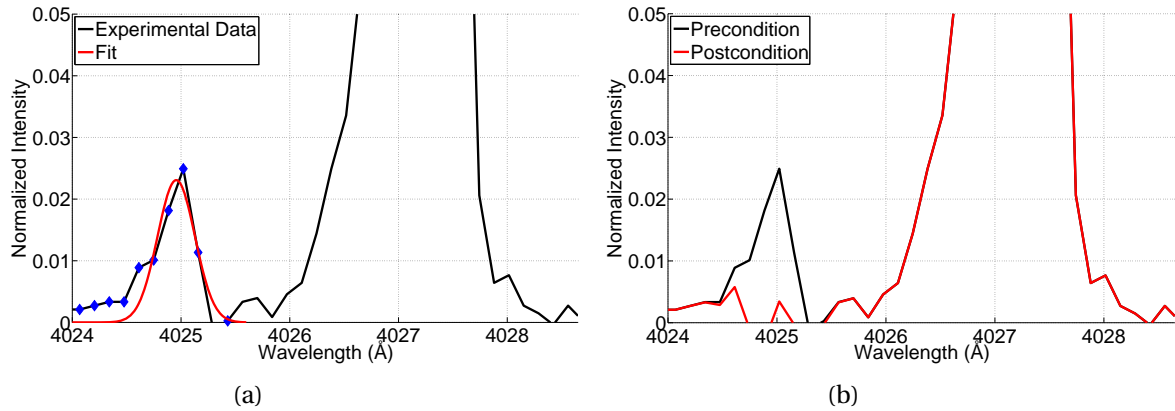 0.05
0.04
0.03
0.02
0.01
0
Normalized Intensity
Experimental Data
Fit
4024 4025 4026 4027 4028
Wavelength (Å)
(a)
0.05
0.04
0.03
0.02
0.01
0
Normalized Intensity
Precondition
Postcondition
4024 4025 4026 4027 4028
Wavelength (Å)
(b)